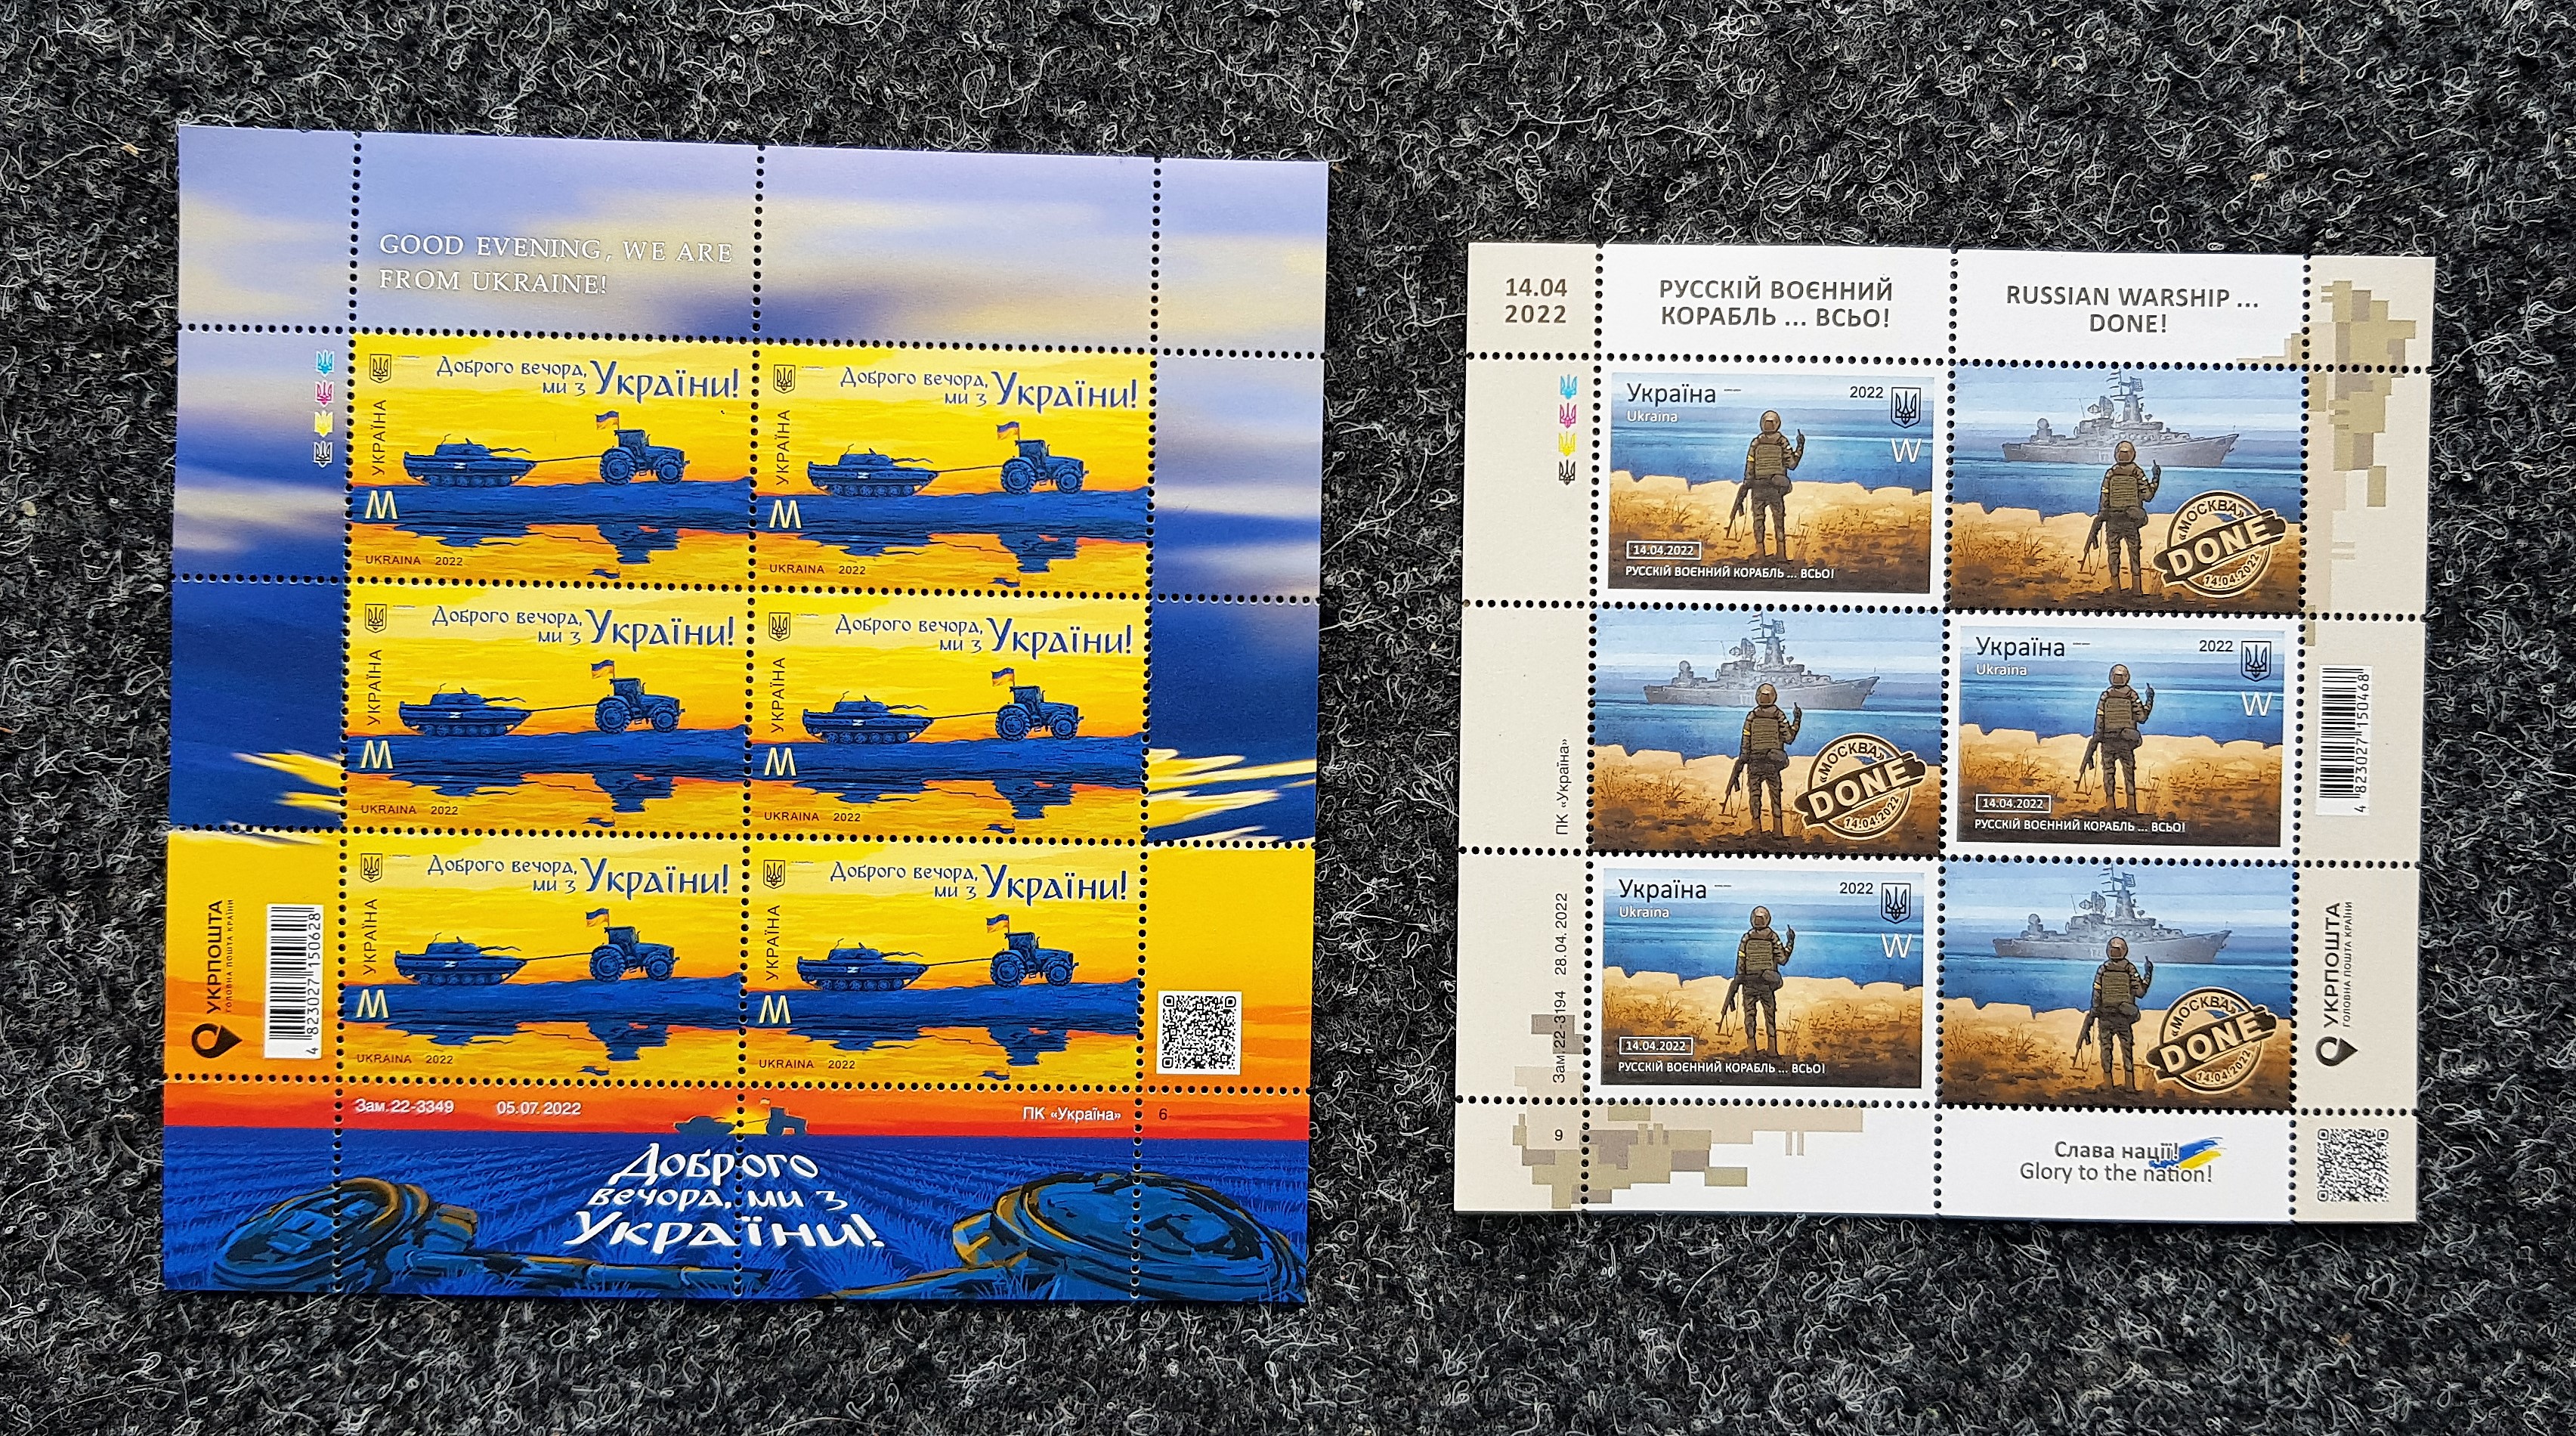 GOOD EVENING, WE ARE
FROM UKRAINE!
Доброго вечора,
ми з України!
УКРАЇНА
M
UKRAINA 2022
Доброго вечора,
ми з України!
УКРАЇНА
M
UKRAINA 2022
Доброго вечора,
ми з України!
УКРАЇНА
M
UKRAINA 2022
Доброго вечора,
ми з України!
УКРАЇНА
M
UKRAINA 2022
Доброго вечора,
ми з України!
УКРАЇНА
M
UKRAINA 2022
Доброго вечора,
ми з України!
УКРАЇНА
M
UKRAINA 2022
УКРПОШТА
ГОЛОВНА ПОШТА КРАЇНИ
4 823027 150628
Зам.22-3349 05.07.2022
ПК «Україна» 6
Доброго
вечора, ми з
України!
14.04
2022
РУССКІЙ ВОЄННИЙ
КОРАБЛЬ ... ВСЬО!
RUSSIAN WARSHIP ...
DONE!
Україна 2022
Ukraina
W
14.04.2022
РУССКІЙ ВОЄННИЙ КОРАБЛЬ ... ВСЬО!
«МОСКВА»
DONE
14.04.2022
«МОСКВА»
DONE
14.04.2022
Україна 2022
Ukraina
W
14.04.2022
РУССКІЙ ВОЄННИЙ КОРАБЛЬ ... ВСЬО!
Україна 2022
Ukraina
W
14.04.2022
РУССКІЙ ВОЄННИЙ КОРАБЛЬ ... ВСЬО!
«МОСКВА»
DONE
14.04.2022
ПК «Україна»
Зам.22-3194 28.04.2022
9
4 823027 150468
УКРПОШТА
ГОЛОВНА ПОШТА КРАЇНИ
Слава нації!
Glory to the nation!